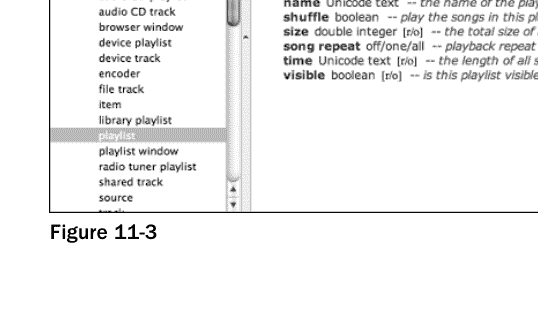 audio CD track
browser window
device playlist
device track
encoder
file track
item
library playlist
playlist
playlist window
radio tuner playlist
shared track
source
name Unicode text -- the name of the play
shuffle boolean -- play the songs in this pl
size double integer [r/o] -- the total size of
song repeat off/one/all -- playback repeat
time Unicode text [r/o] -- the length of all s
visible boolean [r/o] -- is this playlist visible
Figure 11-3